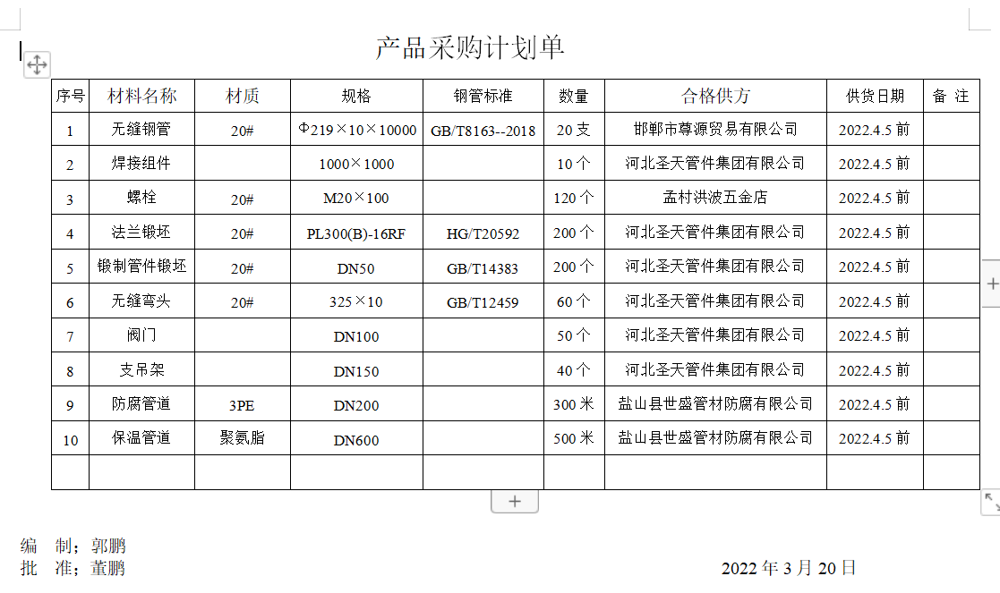 产品采购计划单
序号 材料名称 材质 规格 钢管标准 数量 合格供方 供货日期 备 注
1 无缝钢管 20# Φ219×10×10000 GB/T8163--2018 20 支 邯郸市尊源贸易有限公司 2022.4.5 前
2 焊接组件 1000×1000 10 个 河北圣天管件集团有限公司 2022.4.5 前
3 螺栓 20# M20×100 120 个 孟村洪波五金店 2022.4.5 前
4 法兰锻坯 20# PL300(B)-16RF HG/T20592 200 个 河北圣天管件集团有限公司 2022.4.5 前
5 锻制管件锻坯 20# DN50 GB/T14383 200 个 河北圣天管件集团有限公司 2022.4.5 前
6 无缝弯头 20# 325×10 GB/T12459 60 个 河北圣天管件集团有限公司 2022.4.5 前
7 阀门 DN100 50 个 河北圣天管件集团有限公司 2022.4.5 前
8 支吊架 DN150 40 个 河北圣天管件集团有限公司 2022.4.5 前
9 防腐管道 3PE DN200 300 米 盐山县世盛管材防腐有限公司 2022.4.5 前
10 保温管道 聚氨脂 DN600 500 米 盐山县世盛管材防腐有限公司 2022.4.5 前
编 制；郭鹏
批 准；董鹏 2022 年 3 月 20 日